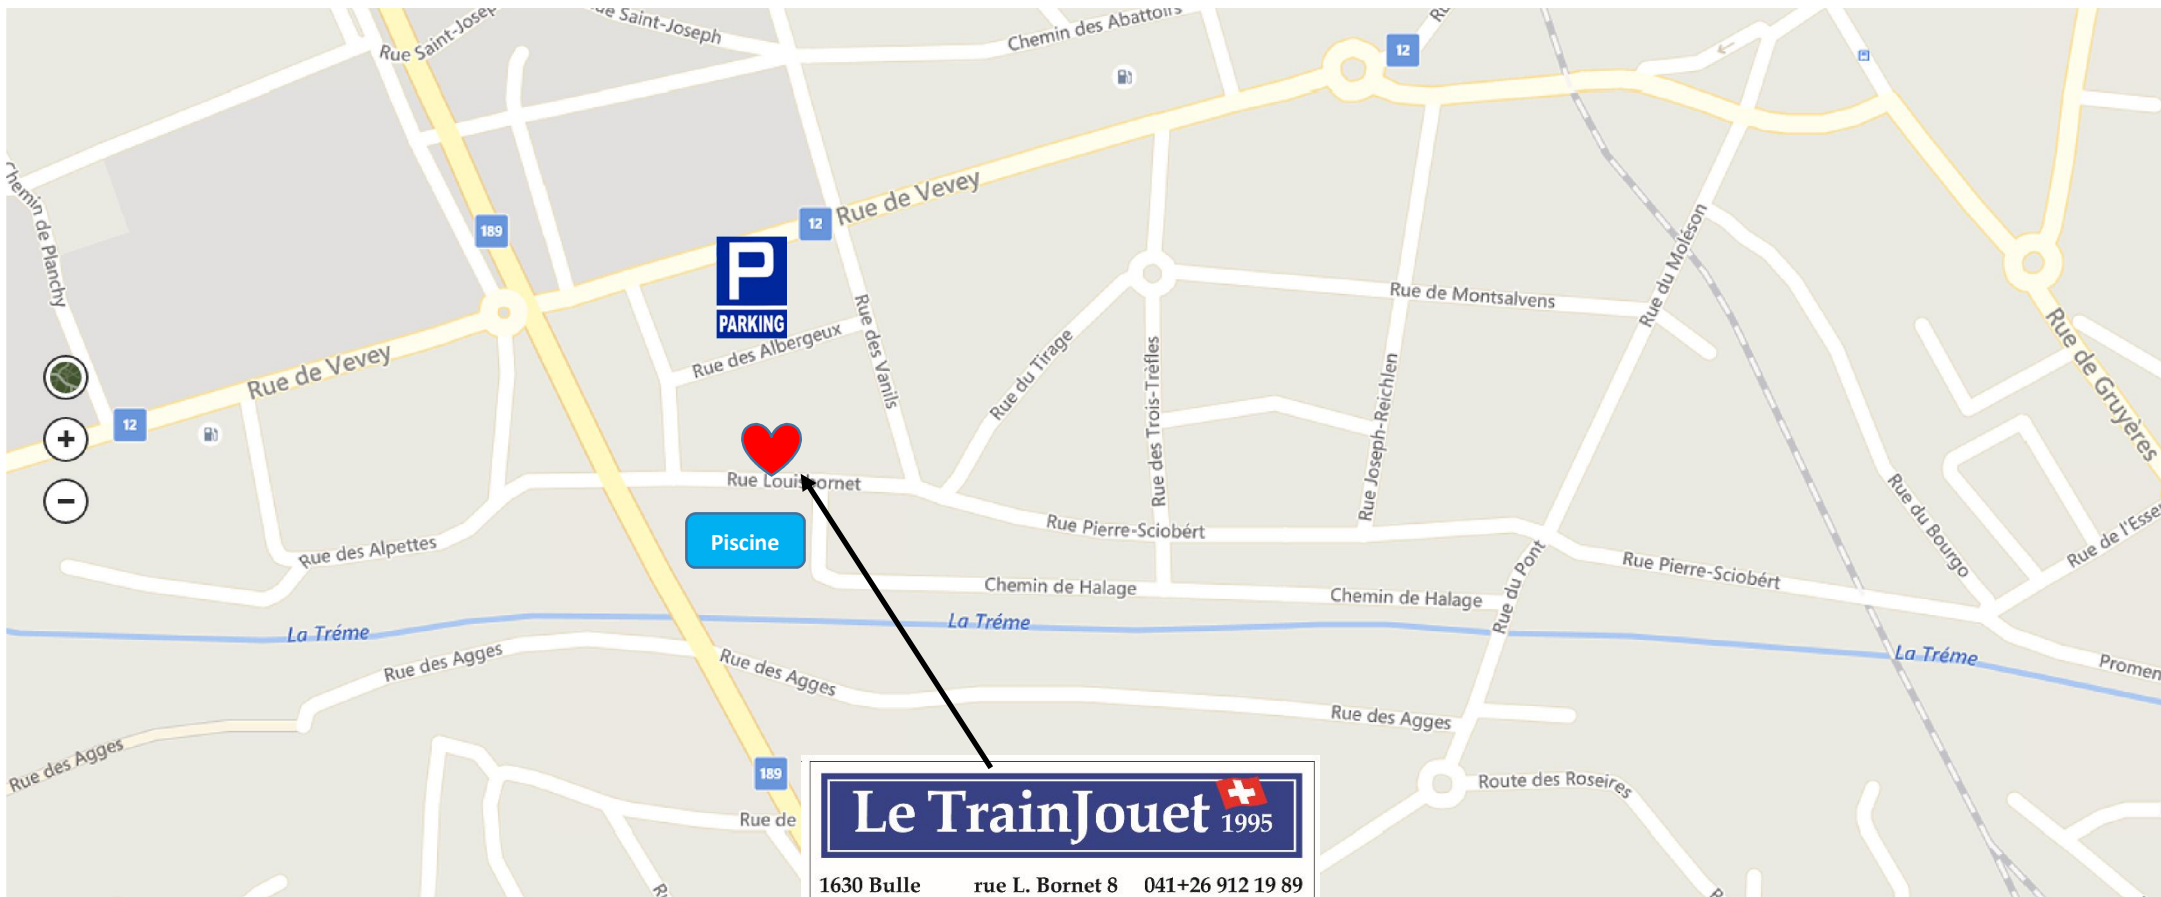 Rue Saint-Joseph
Rue Saint-Joseph
Chemin des Abattoirs
12
Chemin de Planchy
189
12
Rue de Vevey
P
PARKING
Rue de Vevey
12
Rue des Albergeux
Rue des Vanils
Rue du Tirage
Rue des Trois-Trèfles
Rue de Montsalvens
Rue Joseph-Reichlen
Rue du Moléson
Rue de Gruyères
+
−
Rue Louis Bornet
Piscine
Rue des Alpettes
Rue Pierre-Sciobért
Rue Pierre-Sciobért
Rue du Bourgo
Rue de l'Esse
Chemin de Halage
Chemin de Halage
Rue du Pont
La Tréme
La Tréme
La Tréme
Promen
Rue des Agges
Rue des Agges
Rue des Agges
Rue des Agges
189
Rue de
Route des Roseires
Le TrainJouet
1995
1630 Bulle rue L. Bornet 8 041+26 912 19 89